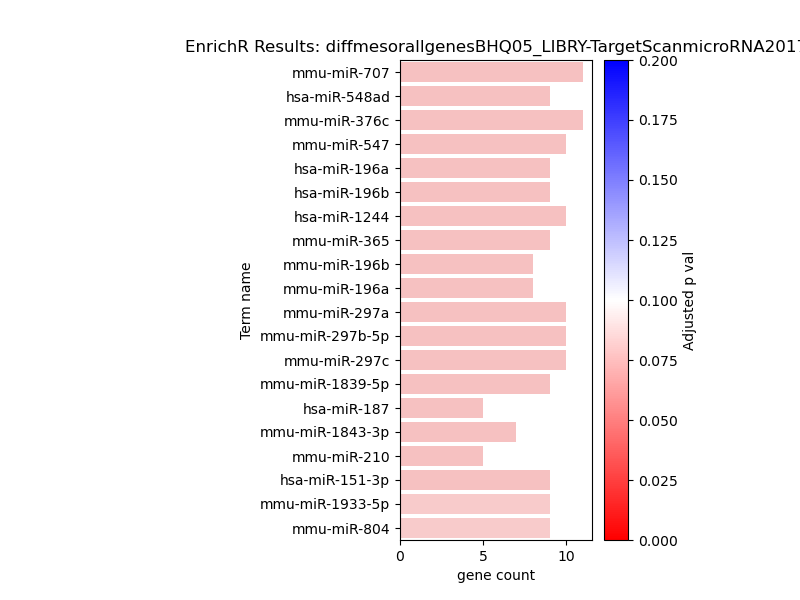 EnrichR Results: diffmesorallgenesBHQ05_LIBRY-TargetScanmicroRNA2017
Term name
mmu-miR-707
hsa-miR-548ad
mmu-miR-376c
mmu-miR-547
hsa-miR-196a
hsa-miR-196b
hsa-miR-1244
mmu-miR-365
mmu-miR-196b
mmu-miR-196a
mmu-miR-297a
mmu-miR-297b-5p
mmu-miR-297c
mmu-miR-1839-5p
hsa-miR-187
mmu-miR-1843-3p
mmu-miR-210
hsa-miR-151-3p
mmu-miR-1933-5p
mmu-miR-804
0 5 10
gene count
0.200
0.175
0.150
0.125
0.100
0.075
0.050
0.025
0.000
Adjusted p val